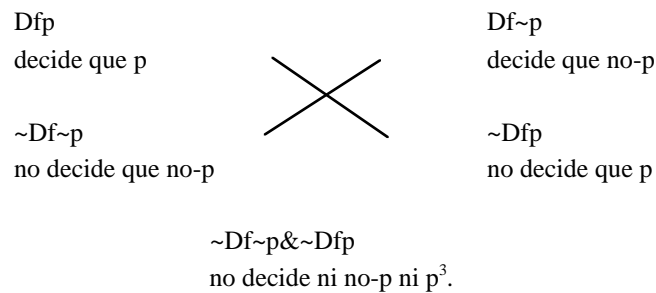 Dfp
decide que p
Df~p
decide que no-p
~Df~p
no decide que no-p
~Dfp
no decide que p
~Df~p&~Dfp
no decide ni no-p ni p³.